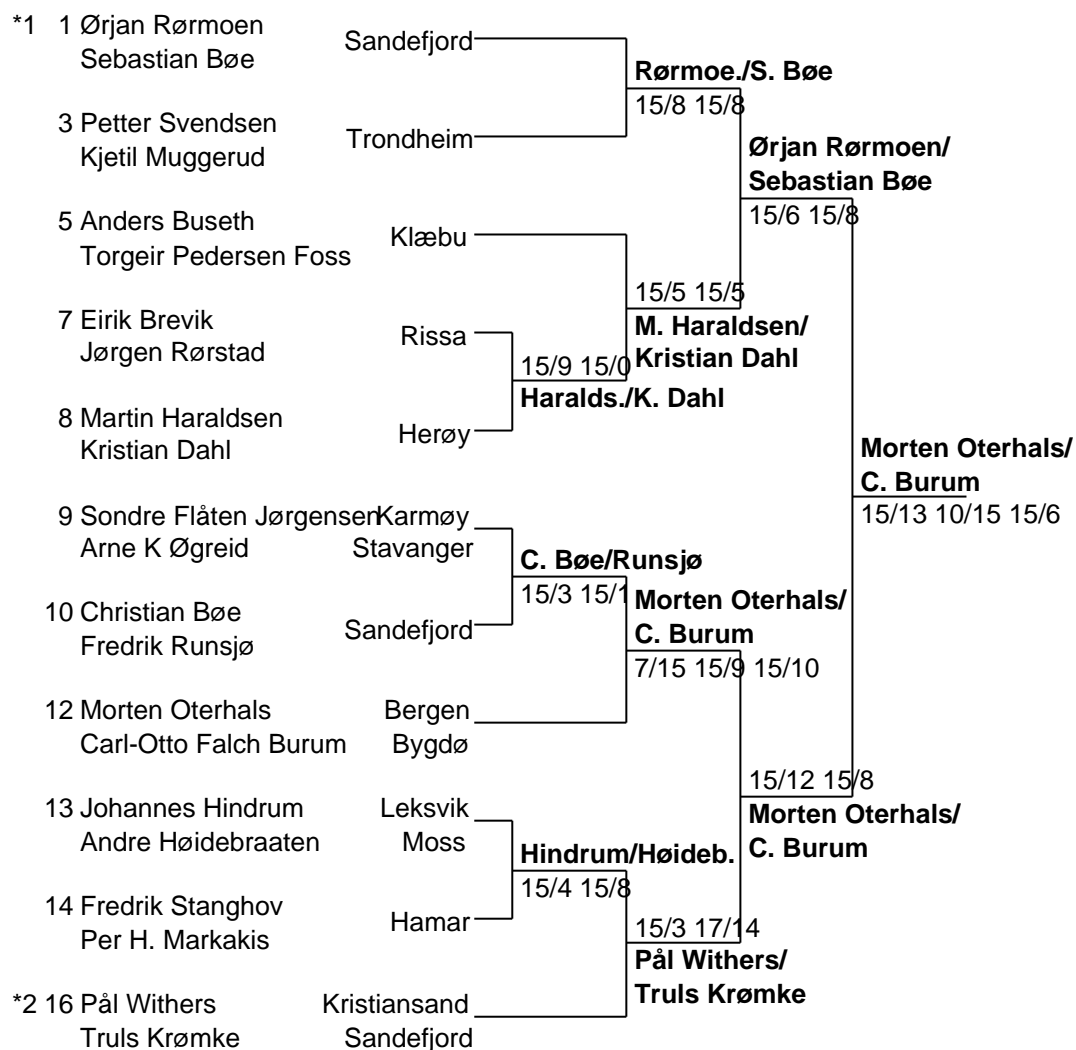 *1 1 Ørjan Rørmoen Sandefjord
Sebastian Bøe
Rørmoe./S. Bøe
15/8 15/8
3 Petter Svendsen Trondheim
Kjetil Muggerud
Ørjan Rørmoen/
Sebastian Bøe
15/6 15/8
5 Anders Buseth Klæbu
Torgeir Pedersen Foss
15/5 15/5
M. Haraldsen/
Kristian Dahl
7 Eirik Brevik Rissa
Jørgen Rørstad
15/9 15/0
Haralds./K. Dahl
8 Martin Haraldsen Herøy
Kristian Dahl
Morten Oterhals/
C. Burum
15/13 10/15 15/6
9 Sondre Flåten Jørgensen Karmøy
Arne K Øgreid Stavanger
C. Bøe/Runsjø
15/3 15/1
10 Christian Bøe Sandefjord
Fredrik Runsjø
Morten Oterhals/
C. Burum
7/15 15/9 15/10
12 Morten Oterhals Bergen
Carl-Otto Falch Burum Bygdø
15/12 15/8
Morten Oterhals/
C. Burum
13 Johannes Hindrum Leksvik
Andre Høidebraaten Moss
Hindrum/Høideb.
15/4 15/8
14 Fredrik Stanghov Hamar
Per H. Markakis
15/3 17/14
Pål Withers/
Truls Krømke
*2 16 Pål Withers Kristiansand
Truls Krømke Sandefjord